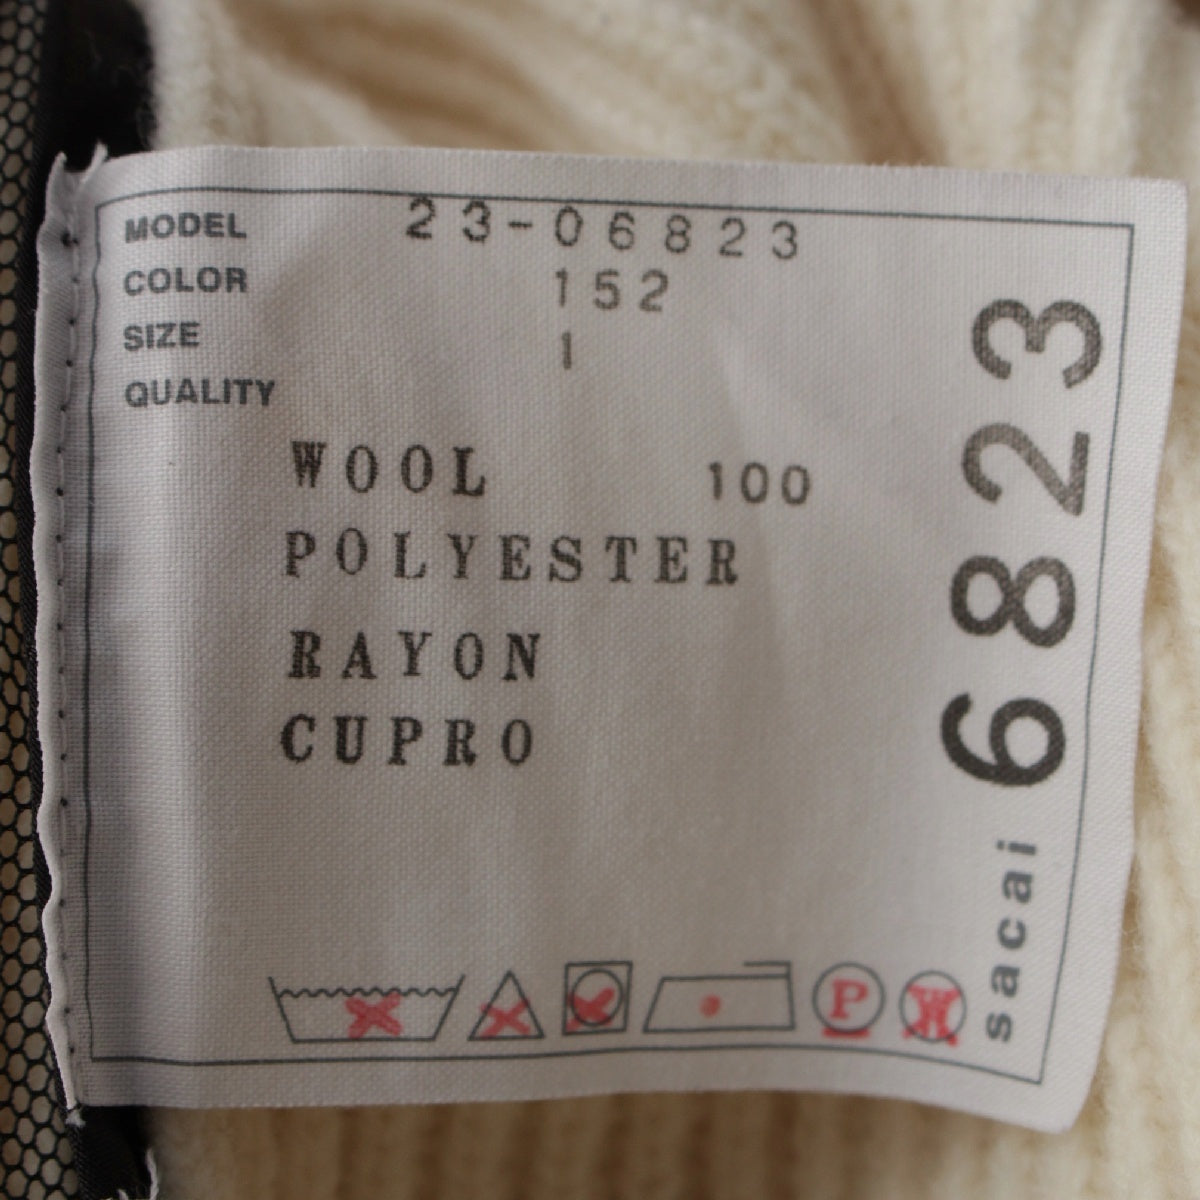 MODEL 23-06823
COLOR 152
SIZE 1
QUALITY
WOOL 100
POLYESTER
RAYON
CUPRO
P W
sacai 6823